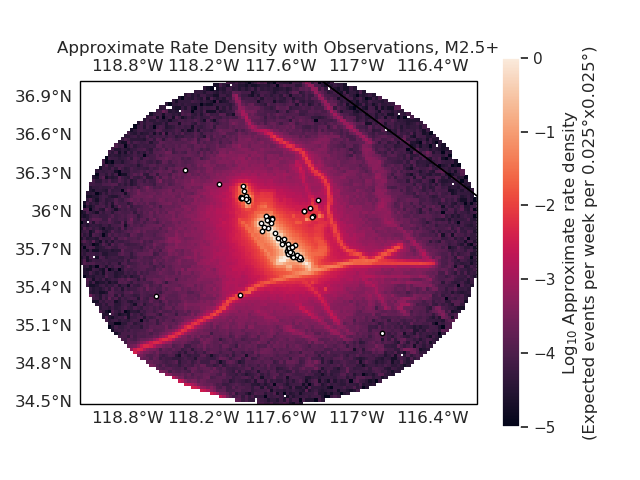 Approximate Rate Density with Observations, M2.5+
118.8°W 118.2°W 117.6°W 117°W 116.4°W
36.9°N
36.6°N
36.3°N
36°N
35.7°N
35.4°N
35.1°N
34.8°N
34.5°N
118.8°W 118.2°W 117.6°W 117°W 116.4°W
0
−1
−2
−3
−4
−5
Log10 Approximate rate density
(Expected events per week per 0.025°x0.025°)